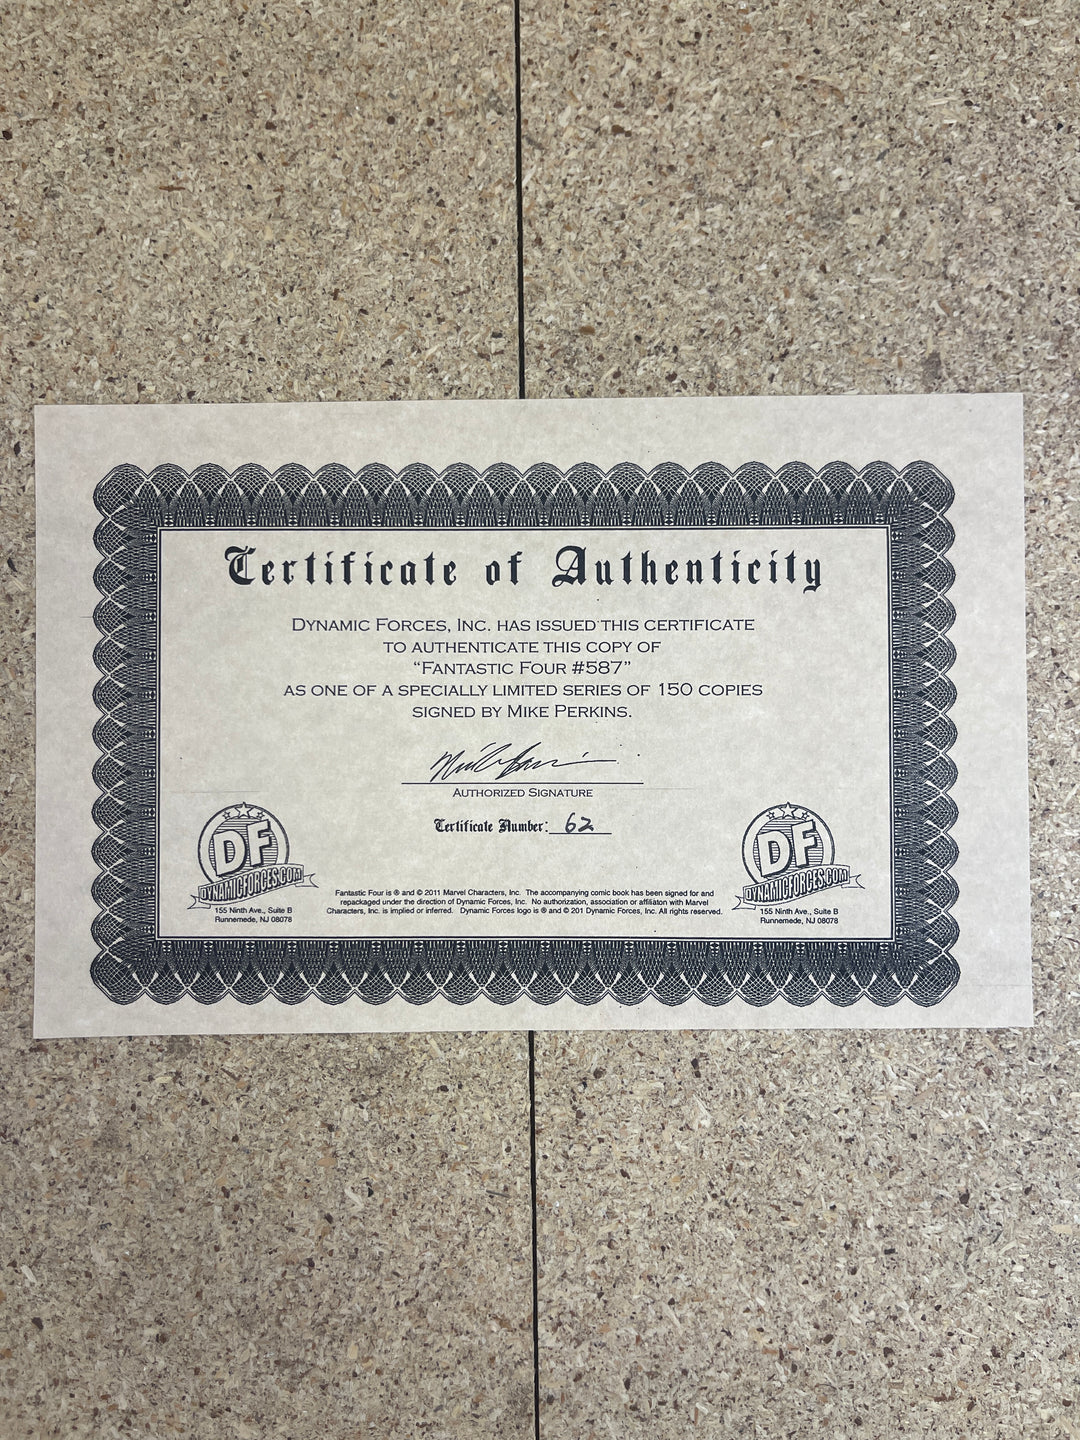 Certificate of Authenticity
DYNAMIC FORCES, INC. HAS ISSUED THIS CERTIFICATE
TO AUTHENTICATE THIS COPY OF
“FANTASTIC FOUR #587”
AS ONE OF A SPECIALLY LIMITED SERIES OF 150 COPIES
SIGNED BY MIKE PERKINS.
AUTHORIZED SIGNATURE
Certificate Number: 62
DF
DYNAMICFORCES.COM
155 Ninth Ave., Suite B
Runnemede, NJ 08078
Fantastic Four is ® and © 2011 Marvel Characters, Inc. The accompanying comic book has been signed for and
repackaged under the direction of Dynamic Forces, Inc. No authorization, association or affiliaton with Marvel
Characters, Inc. is implied or inferred. Dynamic Forces logo is ® and © 201 Dynamic Forces, Inc. All rights reserved.
DF
DYNAMICFORCES.COM
155 Ninth Ave., Suite B
Runnemede, NJ 08078